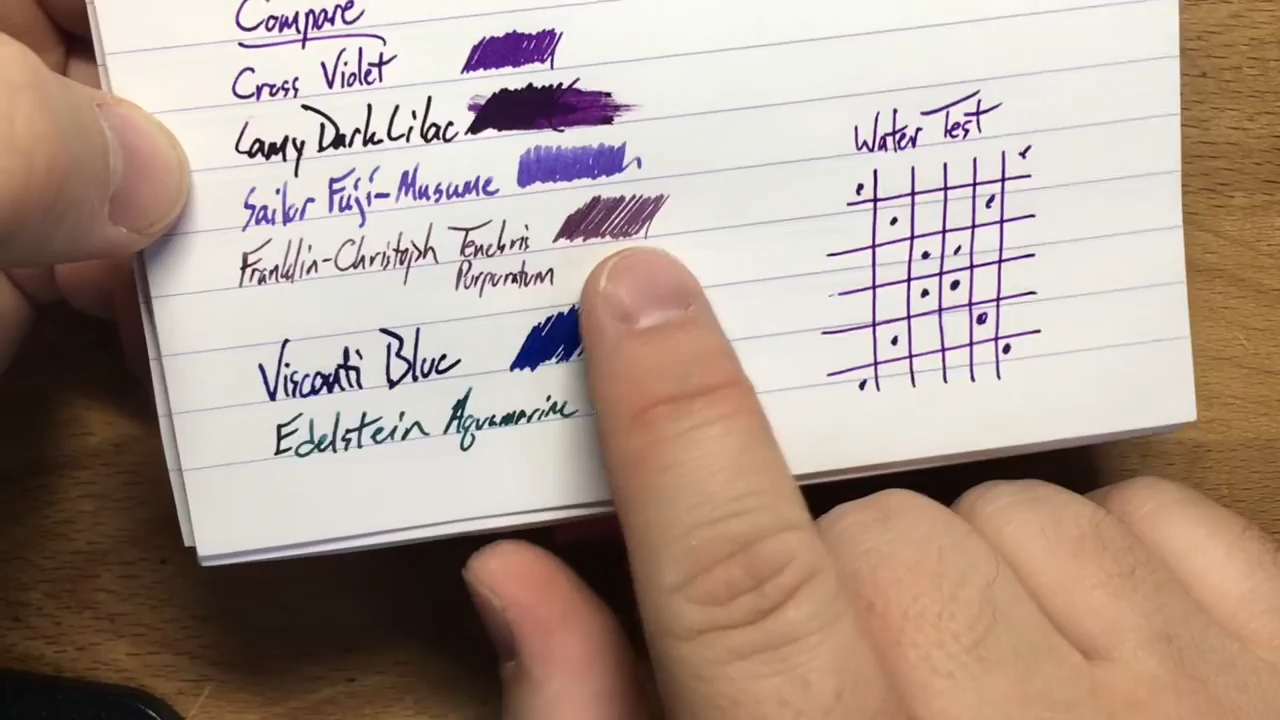 Compare
Cross Violet
Lamy Dark Lilac
Sailor Fuji-Musume
Franklin-Christoph Tenebris
Purpuratum
Visconti Blue
Edelstein Aquamarine
Water Test